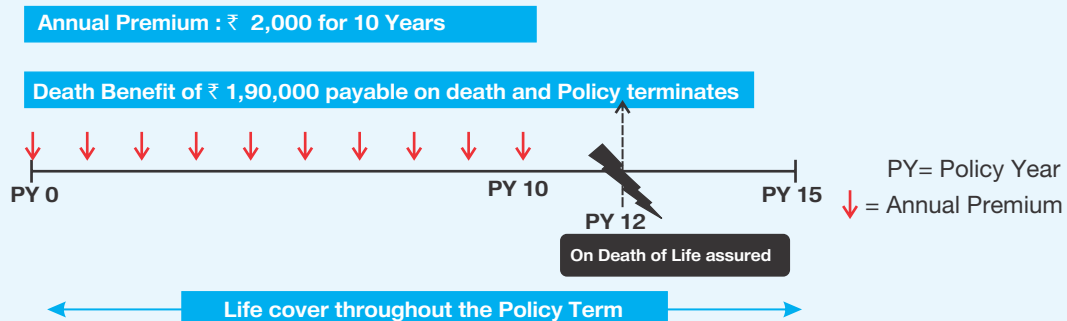 Annual Premium : ₹ 2,000 for 10 Years
Death Benefit of ₹ 1,90,000 payable on death and Policy terminates
PY 0
PY 10
PY 15
PY= Policy Year
= Annual Premium
PY 12
On Death of Life assured
Life cover throughout the Policy Term